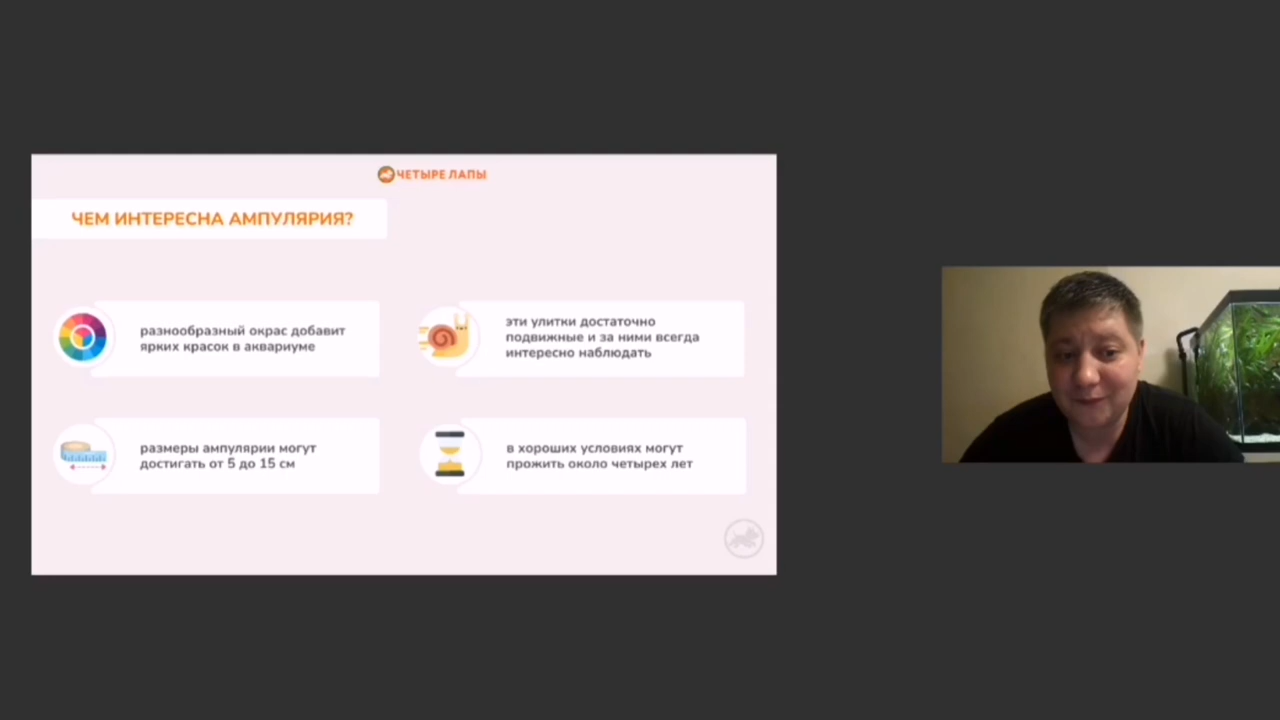 ЧЕТЫРЕ ЛАПЫ
ЧЕМ ИНТЕРЕСНА АМПУЛЯРИЯ?
разнообразный окрас добавит
ярких красок в аквариуме
эти улитки достаточно
подвижные и за ними всегда
интересно наблюдать
размеры ампулярии могут
достигать от 5 до 15 см
в хороших условиях могут
прожить около четырех лет